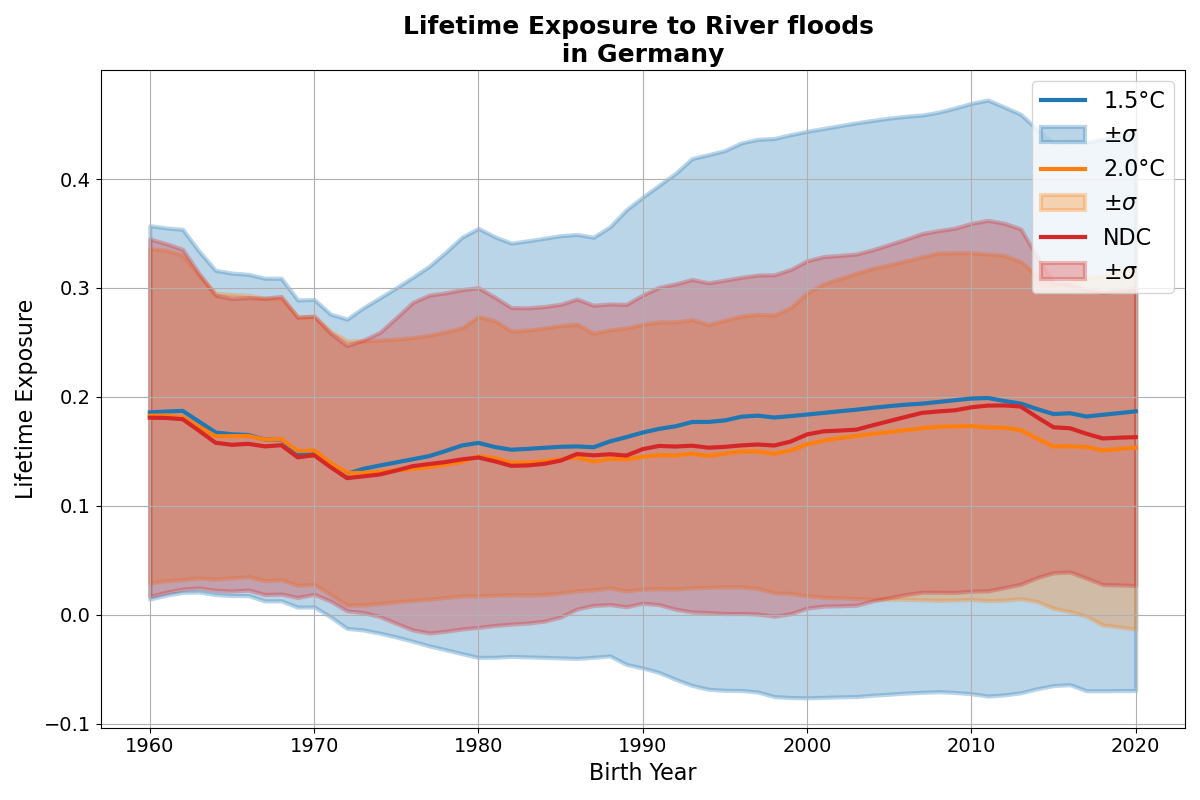 Lifetime Exposure to River floods
in Germany
1.5°C
±σ
2.0°C
±σ
NDC
±σ
Lifetime Exposure
0.4
0.3
0.2
0.1
0.0
−0.1
1960 1970 1980 1990 2000 2010 2020
Birth Year